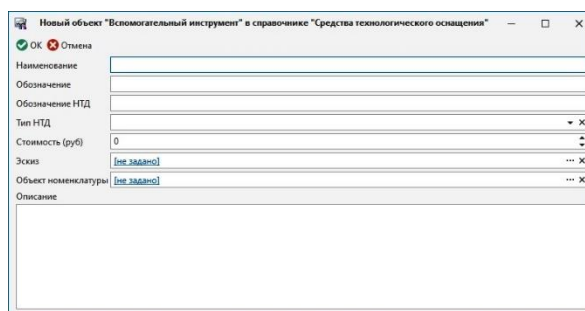 Новый объект "Вспомогательный инструмент" в справочнике "Средства технологического оснащения"
ОК Отмена
Наименование
Обозначение
Обозначение НТД
Тип НТД
Стоимость (руб) 0
Эскиз [не задано]
Объект номенклатуры [не задано]
Описание